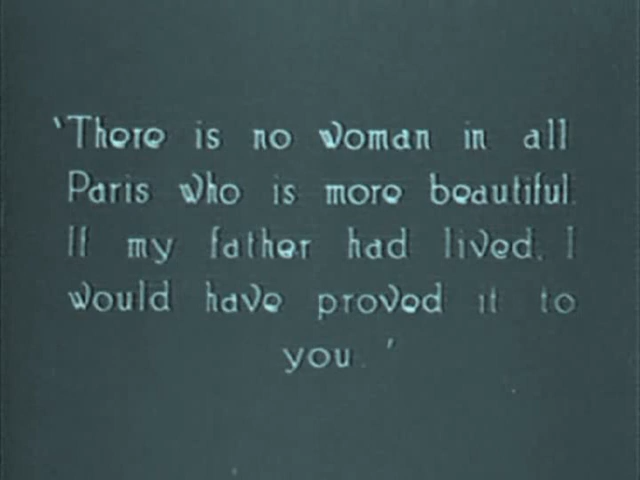 'There is no woman in all
Paris who is more beautiful.
If my father had lived, I
would have proved it to
you.'